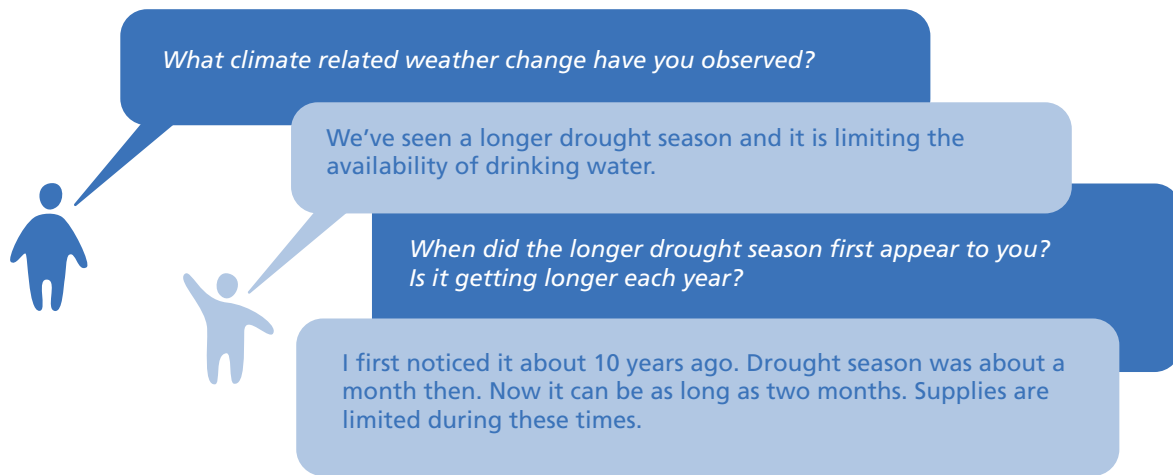 What climate related weather change have you observed?
We’ve seen a longer drought season and it is limiting the
availability of drinking water.
When did the longer drought season first appear to you?
Is it getting longer each year?
I first noticed it about 10 years ago. Drought season was about a
month then. Now it can be as long as two months. Supplies are
limited during these times.